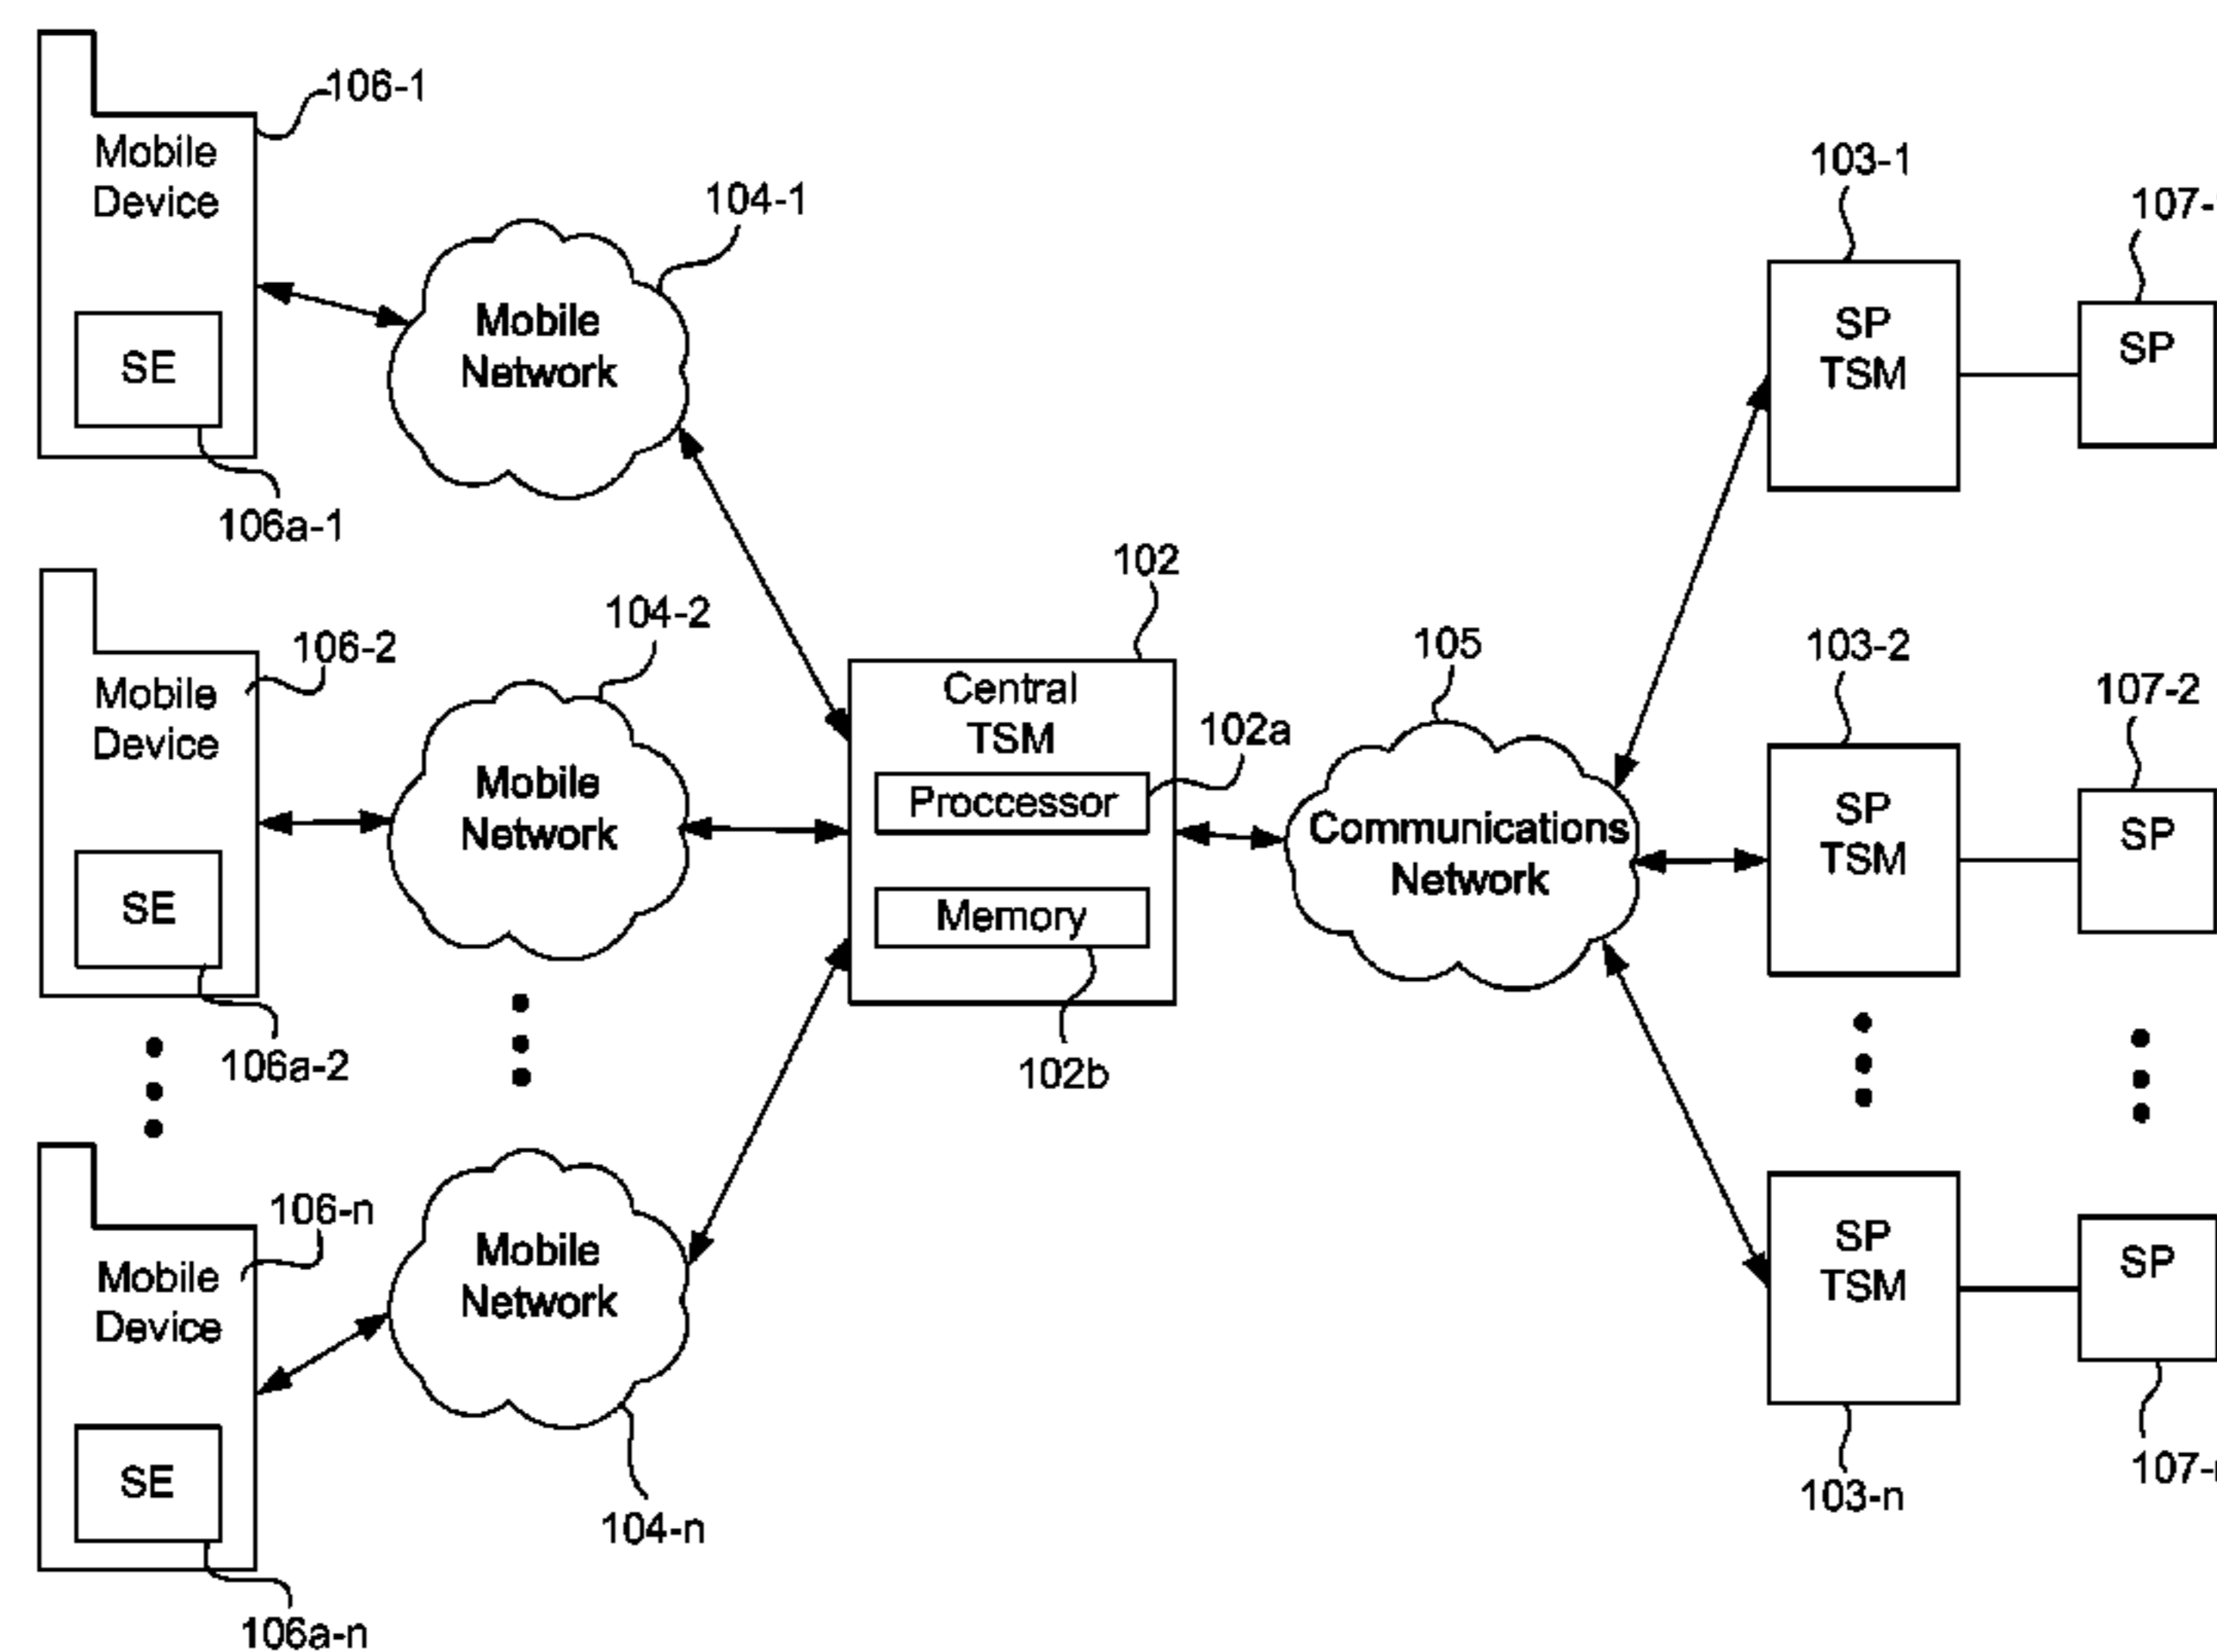 106-1
Mobile
Device
SE
106a-1
104-1
Mobile
Network
106-2
Mobile
Device
SE
106a-2
104-2
Mobile
Network
106-n
Mobile
Device
SE
106a-n
Mobile
Network
104-n
102
Central
TSM
102a
Proccessor
Memory
102b
105
Communications
Network
103-1
SP
TSM
107-
SP
103-2
SP
TSM
107-2
SP
SP
TSM
103-n
SP
107-